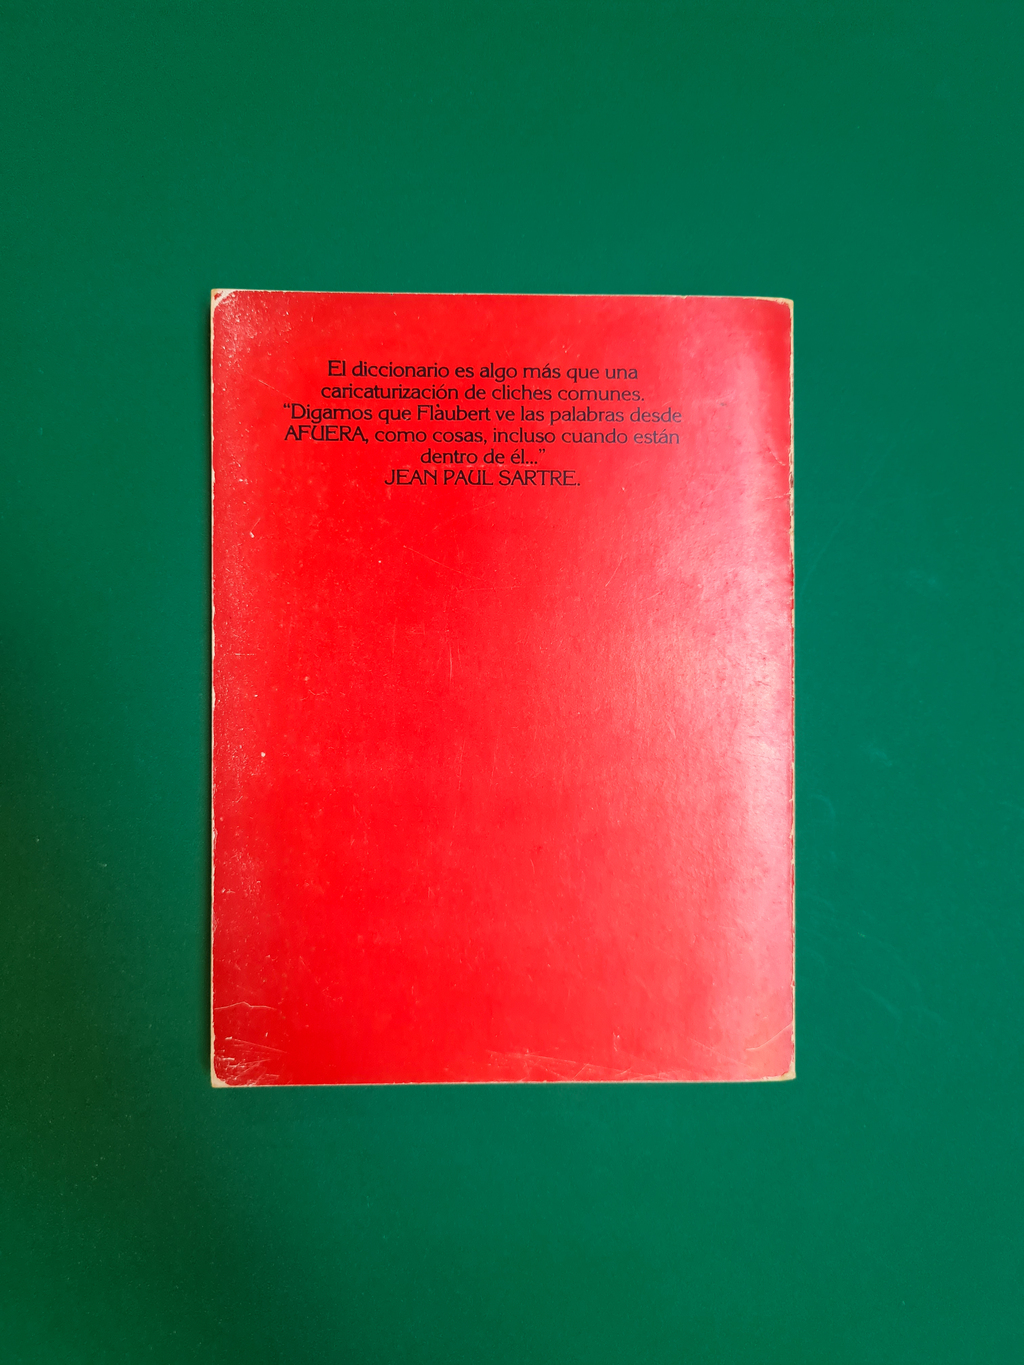 El diccionario es algo más que una
caricaturización de cliches comunes.
“Digamos que Flàubert ve las palabras desde
AFUERA, como cosas, incluso cuando están
dentro de él...”
JEAN PAUL SARTRE.